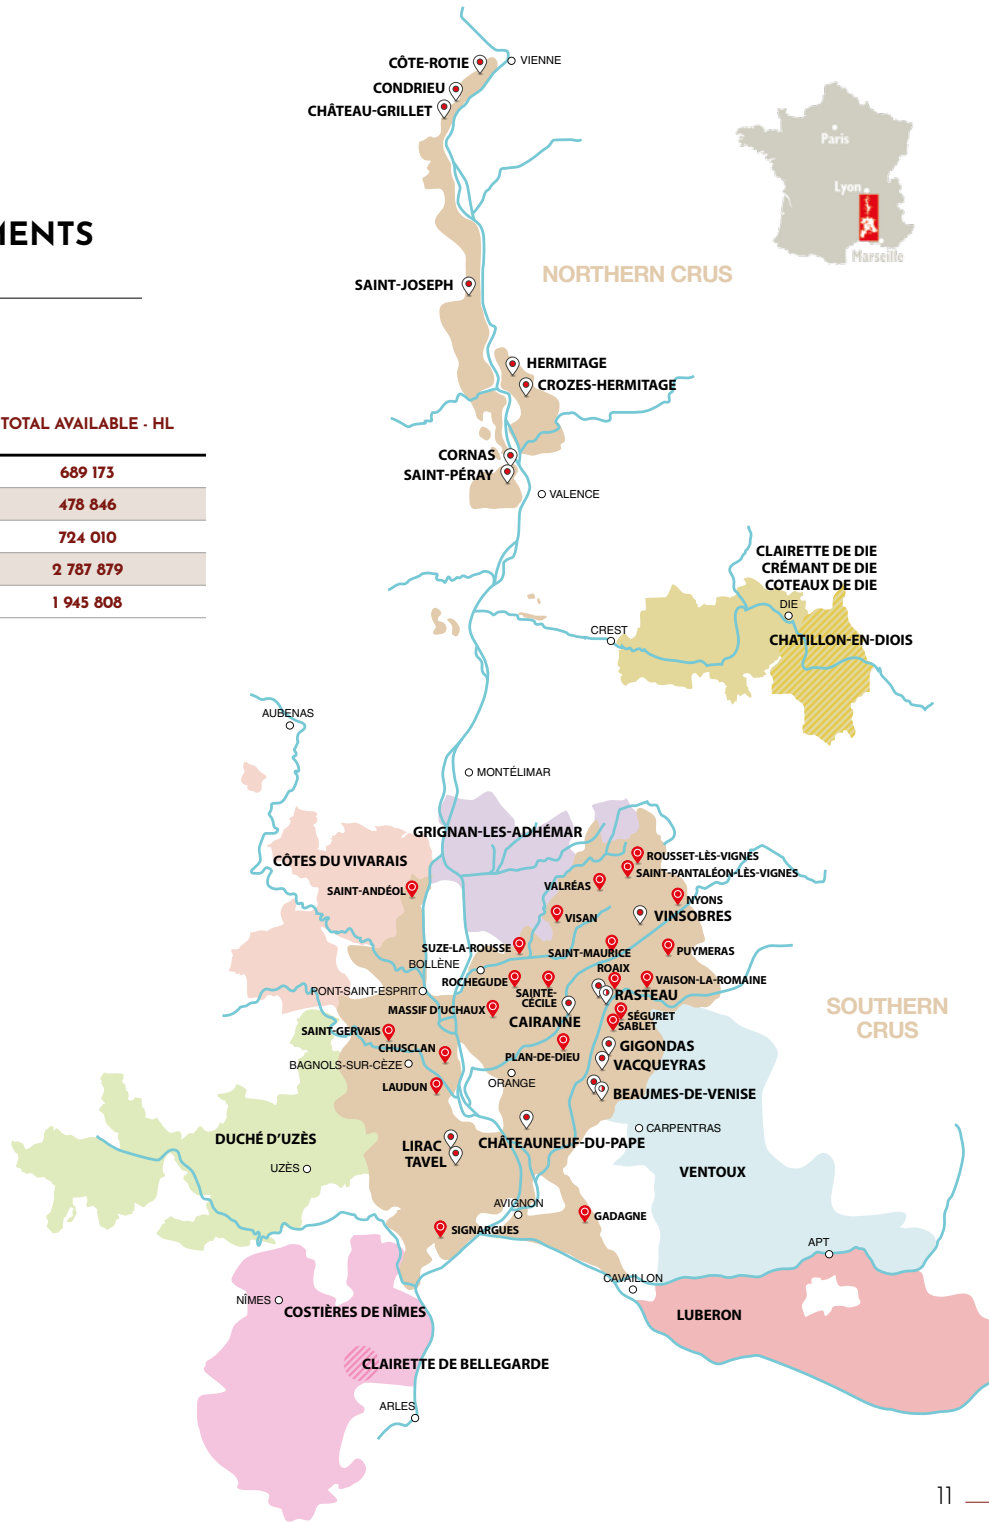 MENTS
TOTAL AVAILABLE - HL
689 173
478 846
724 010
2 787 879
1 945 808
Paris
Lyon
Marseille
CÔTE-ROTIE
VIENNE
CONDRIEU
CHÂTEAU-GRILLET
NORTHERN CRUS
SAINT-JOSEPH
HERMITAGE
CROZES-HERMITAGE
CORNAS
SAINT-PÉRAY
VALENCE
CLAIRETTE DE DIE
CRÉMANT DE DIE
COTEAUX DE DIE
DIE
CREST
CHATILLON-EN-DIOIS
AUBENAS
MONTÉLIMAR
GRIGNAN-LES-ADHÉMAR
CÔTES DU VIVARAIS
SAINT-ANDÉOL
ROUSSET-LÈS-VIGNES
SAINT-PANTALÉON-LÈS-VIGNES
VALRÉAS
NYONS
VISAN
VINSOBRES
SUZE-LA-ROUSSE
SAINT-MAURICE
PUYMERAS
BOLLÈNE
ROAIX
ROCHEGUDE
VAISON-LA-ROMAINE
PONT-SAINT-ESPRIT
SAINTE-
CÉCILE
RASTEAU
MASSIF D'UCHAUX
CAIRANNE
SÉGURET
SABLET
SOUTHERN
CRUS
SAINT-GERVAIS
CHUSCLAN
GIGONDAS
PLAN-DE-DIEU
VACQUEYRAS
BAGNOLS-SUR-CÈZE
LAUDUN
ORANGE
BEAUMES-DE-VENISE
DUCHÉ D'UZÈS
LIRAC
TAVEL
CHÂTEAUNEUF-DU-PAPE
CARPENTRAS
UZÈS
VENTOUX
AVIGNON
GADAGNE
SIGNARGUES
APT
CAVAILLON
NÎMES
COSTIÈRES DE NÎMES
LUBERON
CLAIRETTE DE BELLEGARDE
ARLES
11